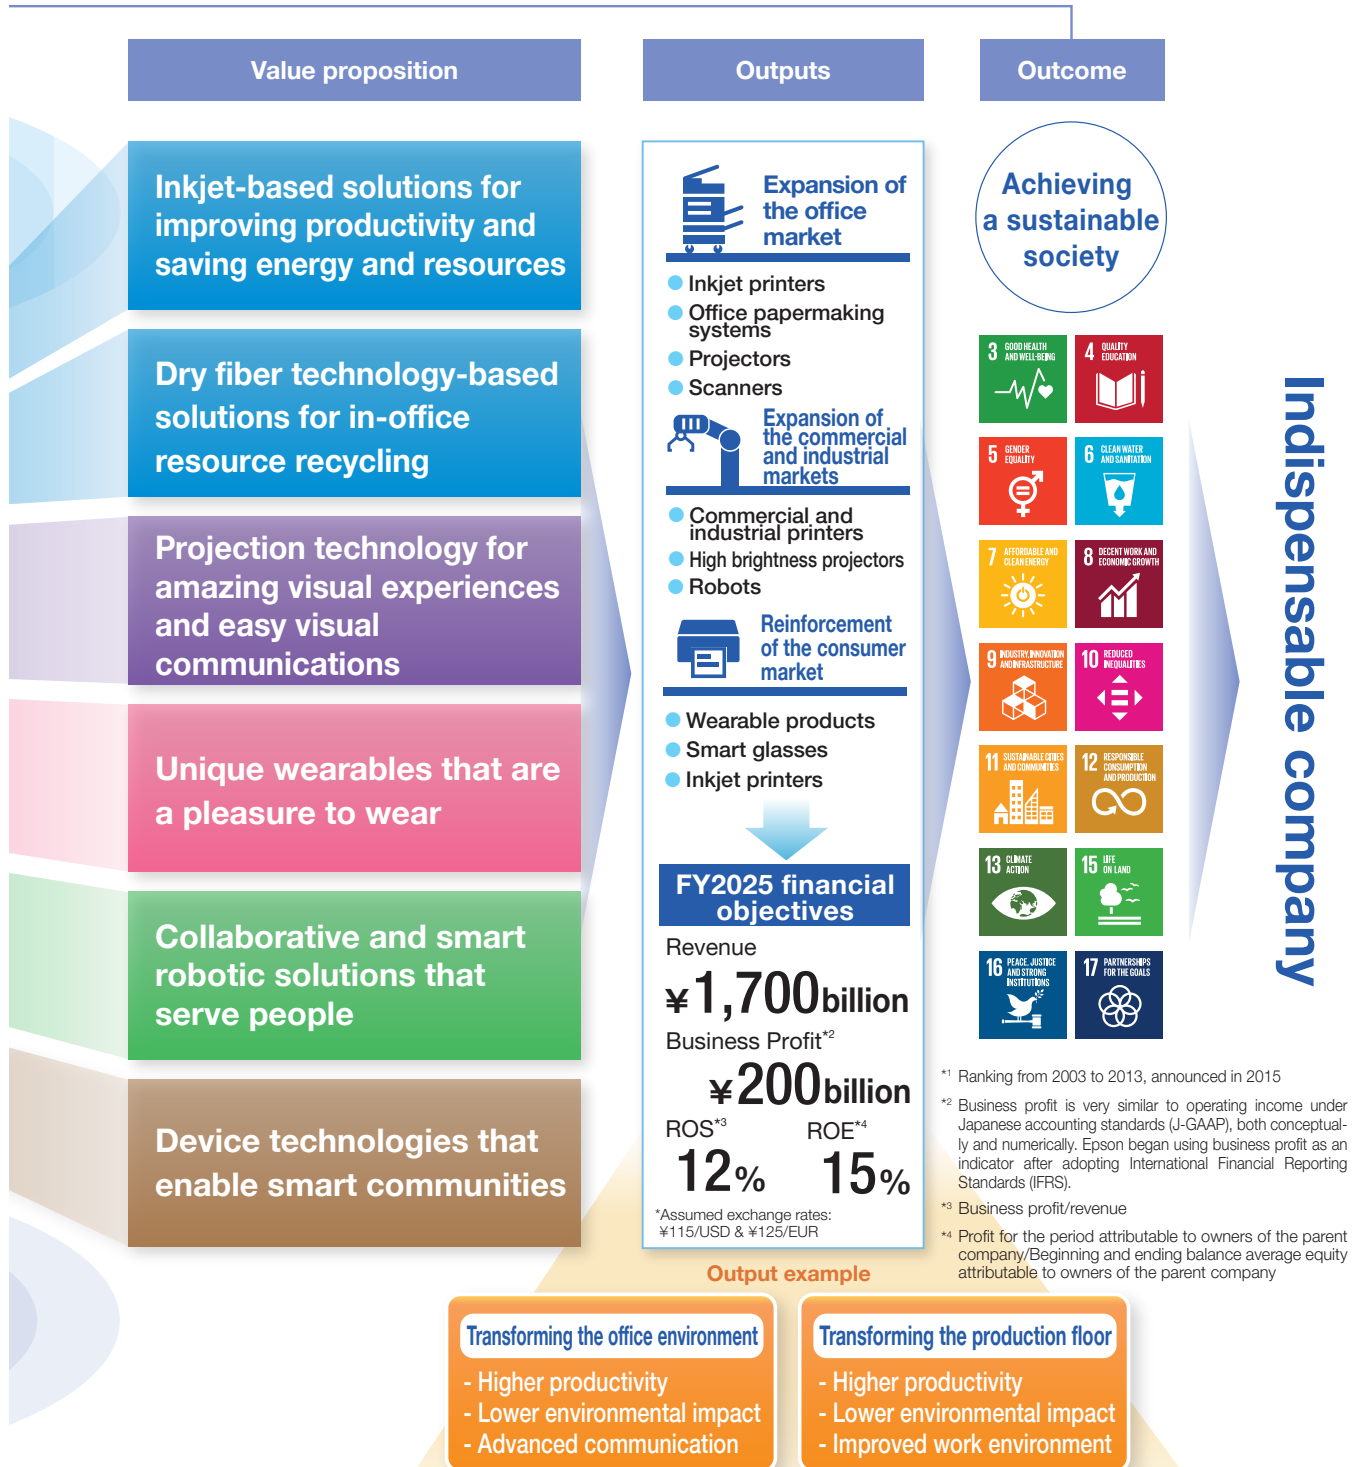 Value proposition
Outputs
Outcome
Inkjet-based solutions for
improving productivity and
saving energy and resources
Dry fiber technology-based
solutions for in-office
resource recycling
Projection technology for
amazing visual experiences
and easy visual
communications
Unique wearables that are
a pleasure to wear
Collaborative and smart
robotic solutions that
serve people
Device technologies that
enable smart communities
Expansion of
the office
market
Inkjet printers
Office papermaking
systems
Projectors
Scanners
Expansion of
the commercial
and industrial
markets
Commercial and
industrial printers
High brightness projectors
Robots
Reinforcement
of the consumer
market
Wearable products
Smart glasses
Inkjet printers
FY2025 financial
objectives
Revenue
¥1,700 billion
Business Profit*2
¥200 billion
ROS*3
12%
ROE*4
15%
*Assumed exchange rates:
¥115/USD & ¥125/EUR
Achieving
a sustainable
society
3 GOOD HEALTH
AND WELL-BEING
4 QUALITY
EDUCATION
5 GENDER
EQUALITY
6 CLEAN WATER
AND SANITATION
7 AFFORDABLE AND
CLEAN ENERGY
8 DECENT WORK AND
ECONOMIC GROWTH
9 INDUSTRY, INNOVATION
AND INFRASTRUCTURE
10 REDUCED
INEQUALITIES
11 SUSTAINABLE CITIES
AND COMMUNITIES
12 RESPONSIBLE
CONSUMPTION
AND PRODUCTION
13 CLIMATE
ACTION
15 LIFE
ON LAND
16 PEACE, JUSTICE
AND STRONG
INSTITUTIONS
17 PARTNERSHIPS
FOR THE GOALS
Indispensable company
*1 Ranking from 2003 to 2013, announced in 2015
*2 Business profit is very similar to operating income under
Japanese accounting standards (J-GAAP), both conceptual-
ly and numerically. Epson began using business profit as an
indicator after adopting International Financial Reporting
Standards (IFRS).
*3 Business profit/revenue
*4 Profit for the period attributable to owners of the parent
company/Beginning and ending balance average equity
attributable to owners of the parent company
Output example
Transforming the office environment
- Higher productivity
- Lower environmental impact
- Advanced communication
Transforming the production floor
- Higher productivity
- Lower environmental impact
- Improved work environment